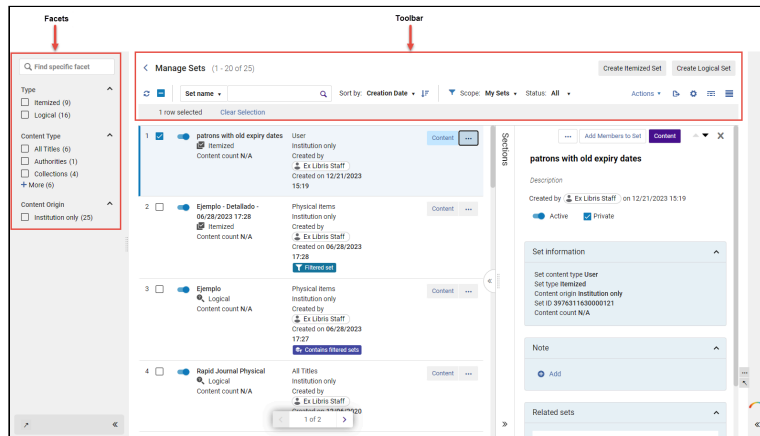 Facets
Toolbar
Find specific facet
Type
Itemized (9)
Logical (16)
Content Type
All Titles (6)
Authorities (1)
Collections (4)
+ More (6)
Content Origin
Institution only (25)
Manage Sets (1 - 20 of 25)
Create Itemized Set
Create Logical Set
Set name
Sort by: Creation Date
Scope: My Sets
Status: All
Actions
1 row selected
Clear Selection
1
patrons with old expiry dates
Itemized
Content count N/A
User
Institution only
Created by
Ex Libris Staff
Created on 12/21/2023
15:19
Content
2
Ejemplo - Detallado -
06/28/2023 17:28
Itemized
Content count N/A
Physical items
Institution only
Created by
Ex Libris Staff
Created on 06/28/2023
17:28
Filtered set
Content
3
Ejemplo
Logical
Content count N/A
Physical items
Institution only
Created by
Ex Libris Staff
Created on 06/28/2023
17:27
Contains filtered sets
Content
4
Rapid Journal Physical
Logical
Content count N/A
All Titles
Institution only
Created by
Ex Libris Staff
Created on 12/06/2020
Content
1 of 2
Sections
Add Members to Set
Content
patrons with old expiry dates
Description
Created by Ex Libris Staff on 12/21/2023 15:19
Active
Private
Set information
Set content type User
Set type Itemized
Content origin Institution only
Set ID 3976311630000121
Content count N/A
Note
Add
Related sets